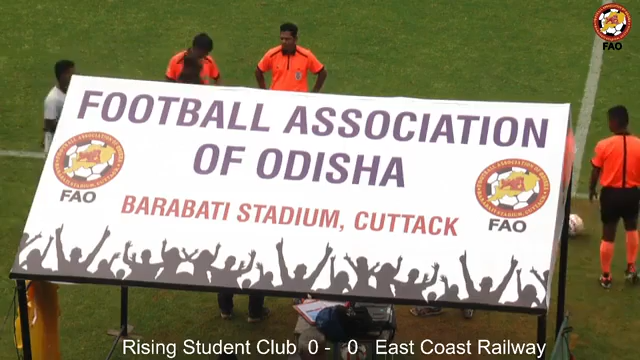 FAO
FOOTBALL ASSOCIATION
OF ODISHA
FAO
FAO
BARABATI STADIUM, CUTTACK
Rising Student Club 0 - 0 East Coast Railway